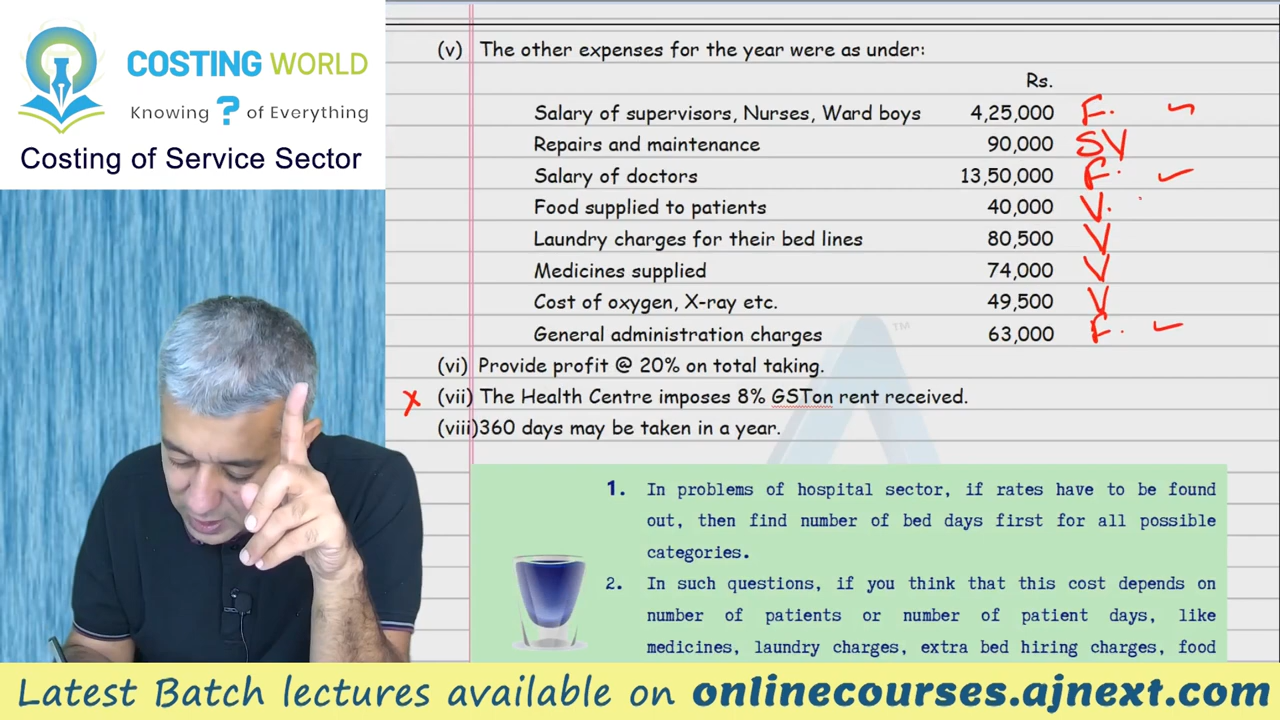 COSTING WORLD
Knowing ? of Everything
Costing of Service Sector
(v) The other expenses for the year were as under:
Rs.
Salary of supervisors, Nurses, Ward boys 4,25,000 F.
Repairs and maintenance 90,000 SV
Salary of doctors 13,50,000 F.
Food supplied to patients 40,000 V.
Laundry charges for their bed lines 80,500 V
Medicines supplied 74,000 V
Cost of oxygen, X-ray etc. 49,500 V
General administration charges 63,000 F.
TM
(vi) Provide profit @ 20% on total taking.
x (vii) The Health Centre imposes 8% GSTon rent received.
(viii)360 days may be taken in a year.
1. In problems of hospital sector, if rates have to be found
out, then find number of bed days first for all possible
categories.
2. In such questions, if you think that this cost depends on
number of patients or number of patient days, like
medicines, laundry charges, extra bed hiring charges, food
Latest Batch lectures available on onlinecourses.ajnext.com